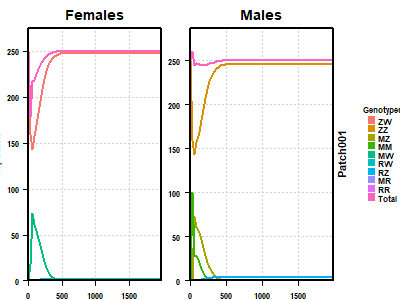 Females
Males
250
200
150
100
50
0
0
500
1000
1500
250
200
150
100
50
0
0
500
1000
1500
Patch001
Genotypes
ZW
ZZ
MZ
MM
MW
RW
RZ
MR
RR
Total